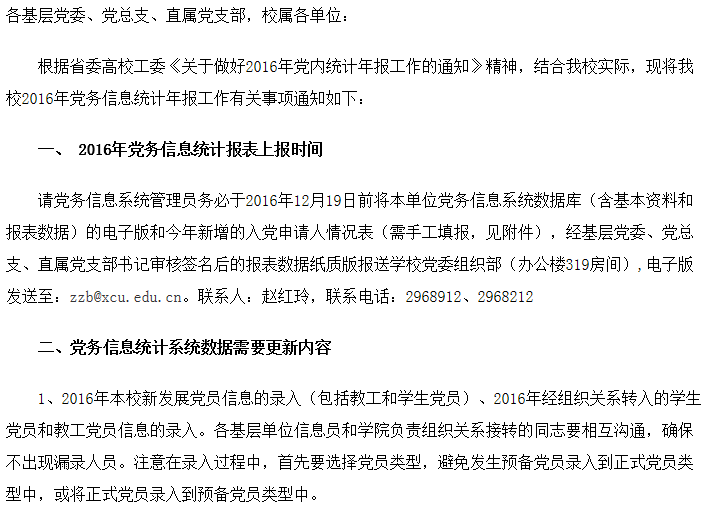 各基层党委、党总支、直属党支部，校属各单位：
根据省委高校工委《关于做好2016年党内统计年报工作的通知》精神，结合我校实际，现将我
校2016年党务信息统计年报工作有关事项通知如下：
一、 2016年党务信息统计报表上报时间
请党务信息系统管理员务必于2016年12月19日前将本单位党务信息系统数据库（含基本资料和
报表数据）的电子版和今年新增的入党申请人情况表（需手工填报，见附件），经基层党委、党总
支、直属党支部书记审核签名后的报表数据纸质版报送学校党委组织部（办公楼319房间）,电子版
发送至：zzb@xcu.edu.cn。联系人：赵红玲，联系电话：2968912、2968212
二、党务信息统计系统数据需要更新内容
1、2016年本校新发展党员信息的录入（包括教工和学生党员）、2016年经组织关系转入的学生
党员和教工党员信息的录入。各基层单位信息员和学院负责组织关系接转的同志要相互沟通，确保
不出现漏录人员。注意在录入过程中，首先要选择党员类型，避免发生预备党员录入到正式党员类
型中，或将正式党员录入到预备党员类型中。